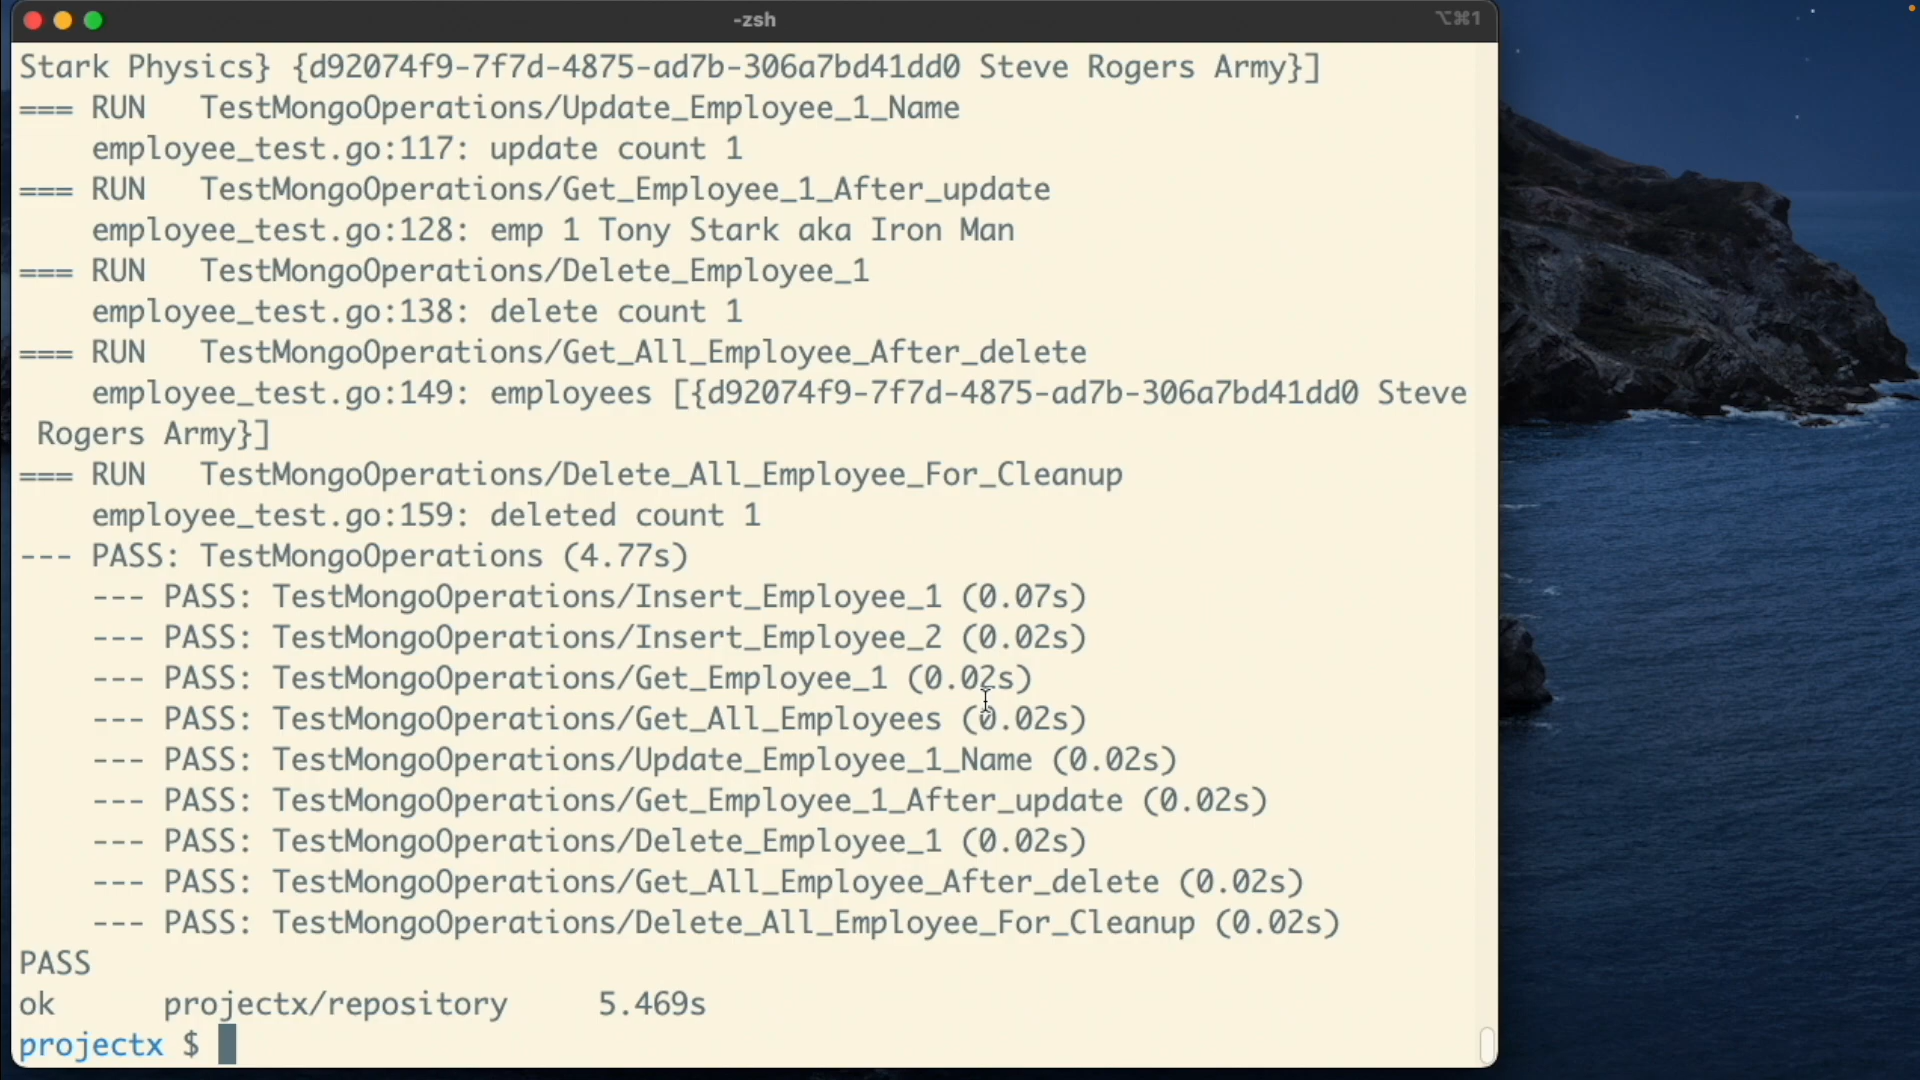 -zsh
⌥⌘1
Stark Physics} {d92074f9-7f7d-4875-ad7b-306a7bd41dd0 Steve Rogers Army}]
=== RUN   TestMongoOperations/Update_Employee_1_Name
    employee_test.go:117: update count 1
=== RUN   TestMongoOperations/Get_Employee_1_After_update
    employee_test.go:128: emp 1 Tony Stark aka Iron Man
=== RUN   TestMongoOperations/Delete_Employee_1
    employee_test.go:138: delete count 1
=== RUN   TestMongoOperations/Get_All_Employee_After_delete
    employee_test.go:149: employees [{d92074f9-7f7d-4875-ad7b-306a7bd41dd0 Steve
 Rogers Army}]
=== RUN   TestMongoOperations/Delete_All_Employee_For_Cleanup
    employee_test.go:159: deleted count 1
--- PASS: TestMongoOperations (4.77s)
    --- PASS: TestMongoOperations/Insert_Employee_1 (0.07s)
    --- PASS: TestMongoOperations/Insert_Employee_2 (0.02s)
    --- PASS: TestMongoOperations/Get_Employee_1 (0.02s)
    --- PASS: TestMongoOperations/Get_All_Employees (0.02s)
    --- PASS: TestMongoOperations/Update_Employee_1_Name (0.02s)
    --- PASS: TestMongoOperations/Get_Employee_1_After_update (0.02s)
    --- PASS: TestMongoOperations/Delete_Employee_1 (0.02s)
    --- PASS: TestMongoOperations/Get_All_Employee_After_delete (0.02s)
    --- PASS: TestMongoOperations/Delete_All_Employee_For_Cleanup (0.02s)
PASS
ok      projectx/repository     5.469s
projectx $